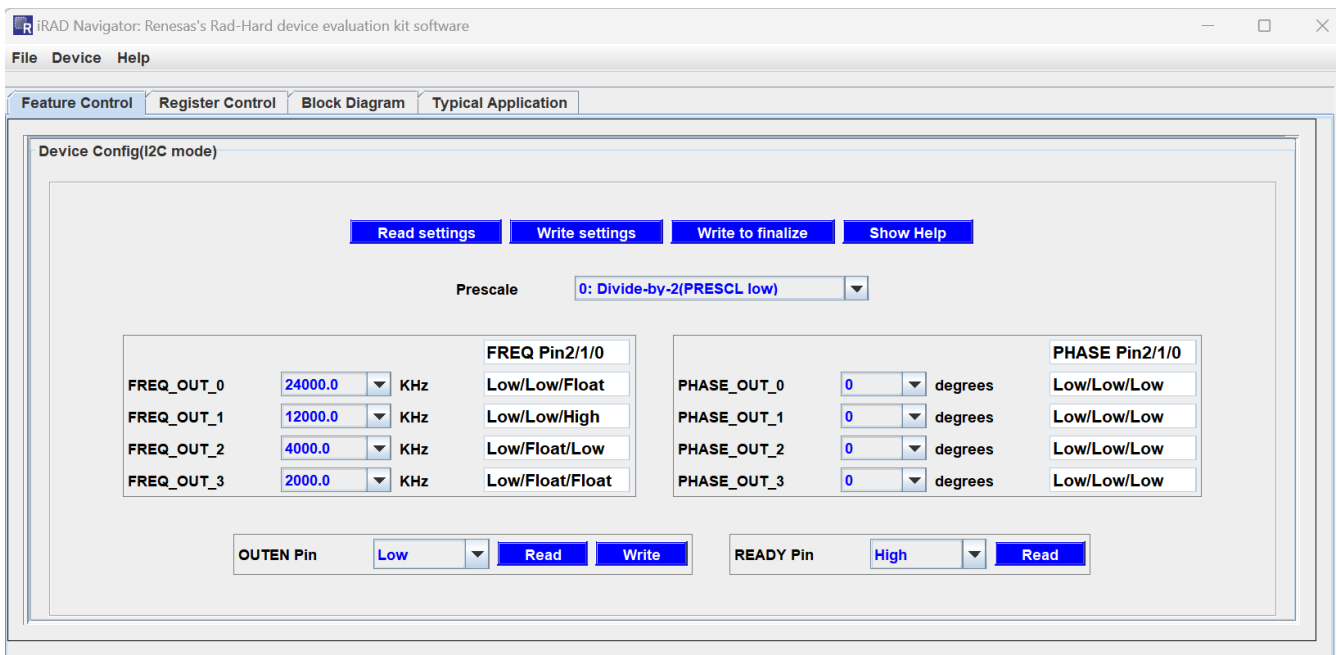 iRAD Navigator: Renesas's Rad-Hard device evaluation kit software
File Device Help
Feature Control Register Control Block Diagram Typical Application
Device Config(I2C mode)
Read settings Write settings Write to finalize Show Help
Prescale 0: Divide-by-2(PRESCL low)
FREQ Pin2/1/0 PHASE Pin2/1/0
FREQ_OUT_0 24000.0 KHz Low/Low/Float PHASE_OUT_0 0 degrees Low/Low/Low
FREQ_OUT_1 12000.0 KHz Low/Low/High PHASE_OUT_1 0 degrees Low/Low/Low
FREQ_OUT_2 4000.0 KHz Low/Float/Low PHASE_OUT_2 0 degrees Low/Low/Low
FREQ_OUT_3 2000.0 KHz Low/Float/Float PHASE_OUT_3 0 degrees Low/Low/Low
OUTEN Pin Low Read Write READY Pin High Read